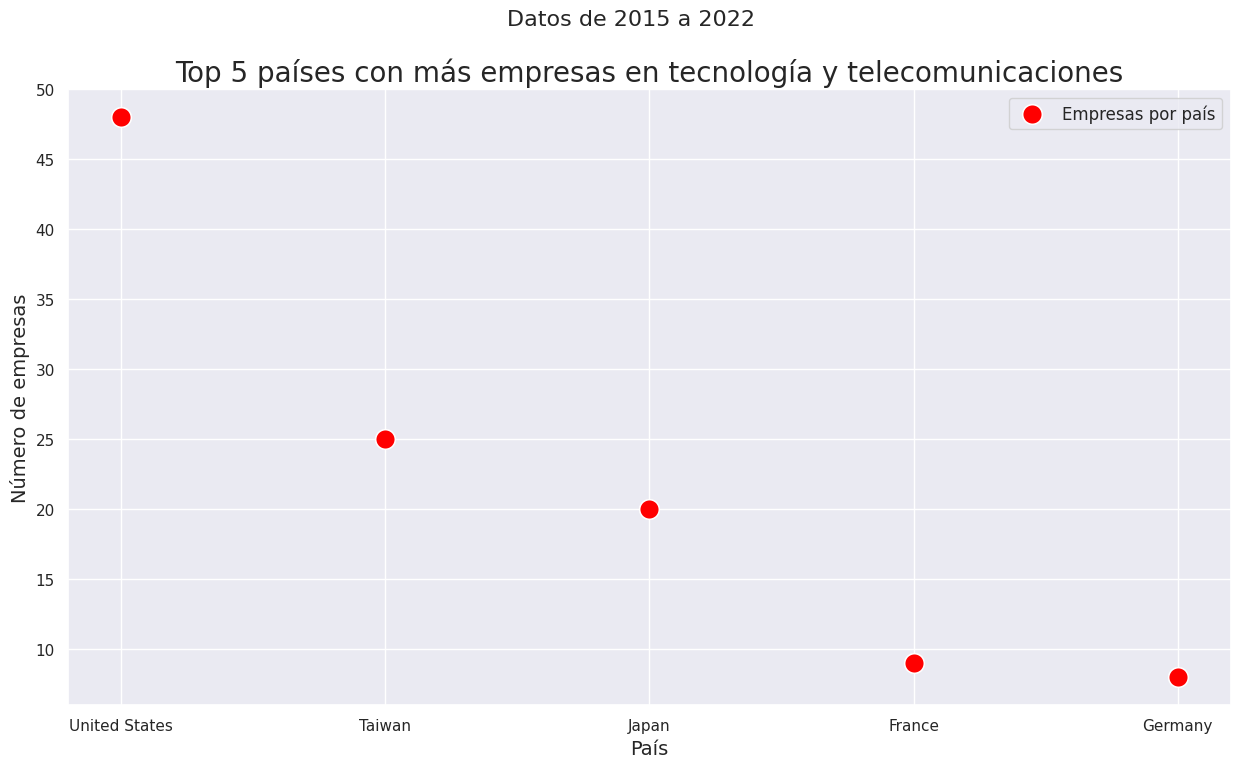 Datos de 2015 a 2022
Top 5 países con más empresas en tecnología y telecomunicaciones
Empresas por país
50
45
40
35
30
25
20
15
10
Número de empresas
United States
Taiwan
Japan
France
Germany
País